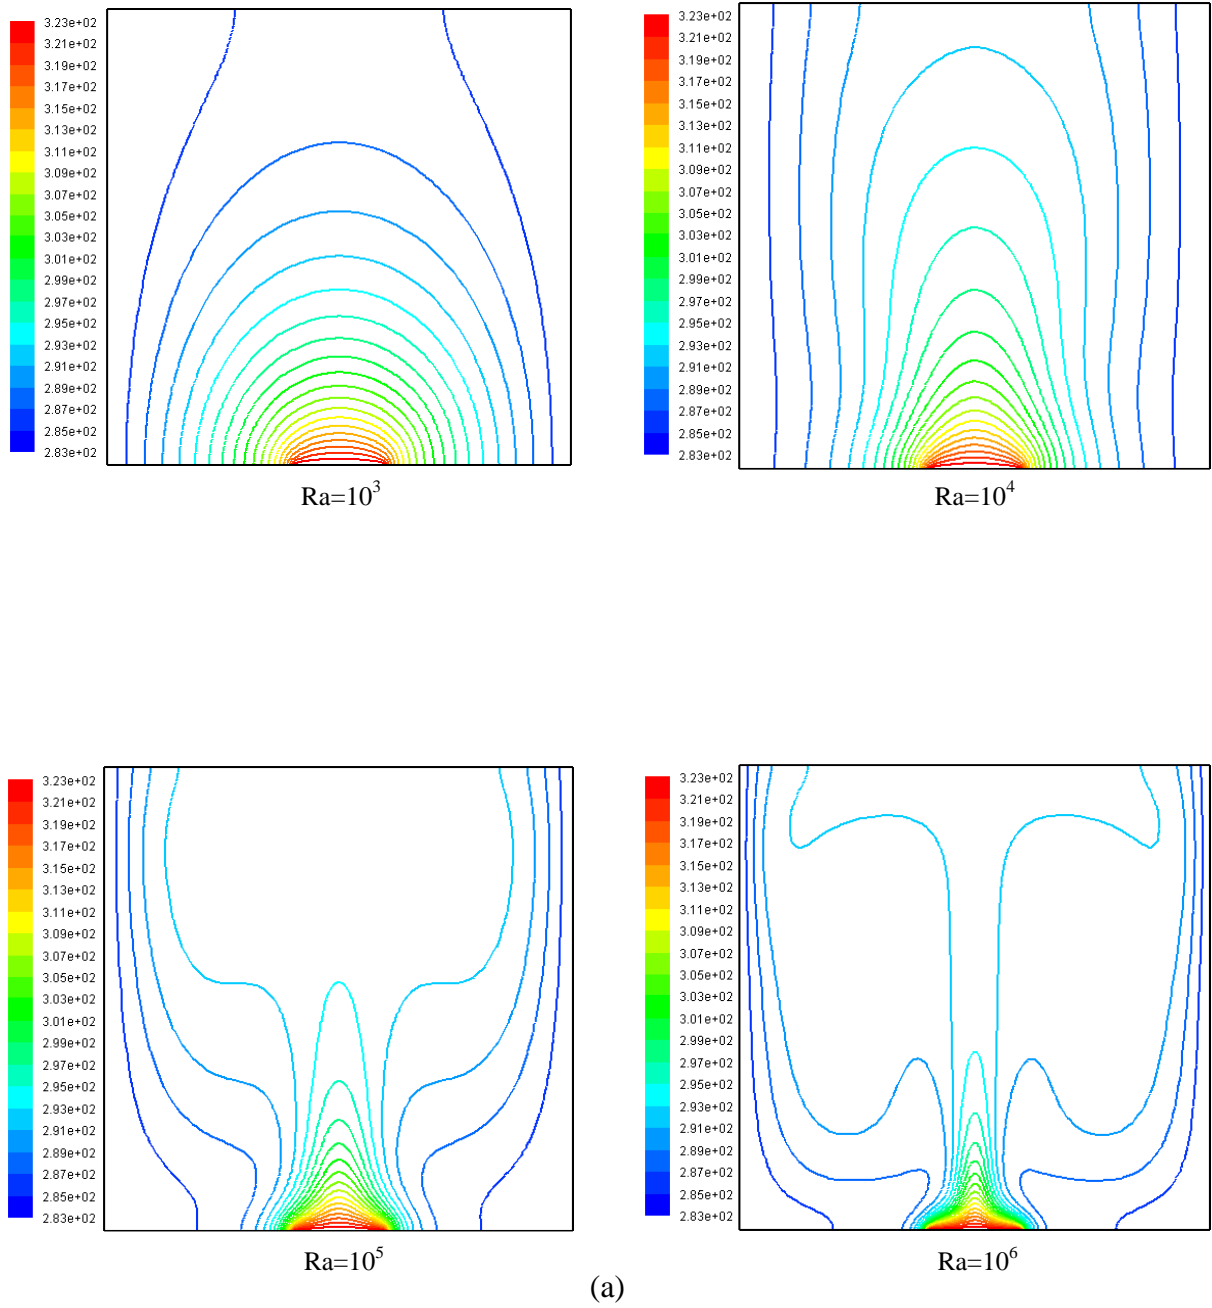 3.23e+02
3.21e+02
3.19e+02
3.17e+02
3.15e+02
3.13e+02
3.11e+02
3.09e+02
3.07e+02
3.05e+02
3.03e+02
3.01e+02
2.99e+02
2.97e+02
2.95e+02
2.93e+02
2.91e+02
2.89e+02
2.87e+02
2.85e+02
2.83e+02
Ra=10³
3.23e+02
3.21e+02
3.19e+02
3.17e+02
3.15e+02
3.13e+02
3.11e+02
3.09e+02
3.07e+02
3.05e+02
3.03e+02
3.01e+02
2.99e+02
2.97e+02
2.95e+02
2.93e+02
2.91e+02
2.89e+02
2.87e+02
2.85e+02
2.83e+02
Ra=10⁴
3.23e+02
3.21e+02
3.19e+02
3.17e+02
3.15e+02
3.13e+02
3.11e+02
3.09e+02
3.07e+02
3.05e+02
3.03e+02
3.01e+02
2.99e+02
2.97e+02
2.95e+02
2.93e+02
2.91e+02
2.89e+02
2.87e+02
2.85e+02
2.83e+02
Ra=10⁵
3.23e+02
3.21e+02
3.19e+02
3.17e+02
3.15e+02
3.13e+02
3.11e+02
3.09e+02
3.07e+02
3.05e+02
3.03e+02
3.01e+02
2.99e+02
2.97e+02
2.95e+02
2.93e+02
2.91e+02
2.89e+02
2.87e+02
2.85e+02
2.83e+02
Ra=10⁶
(a)